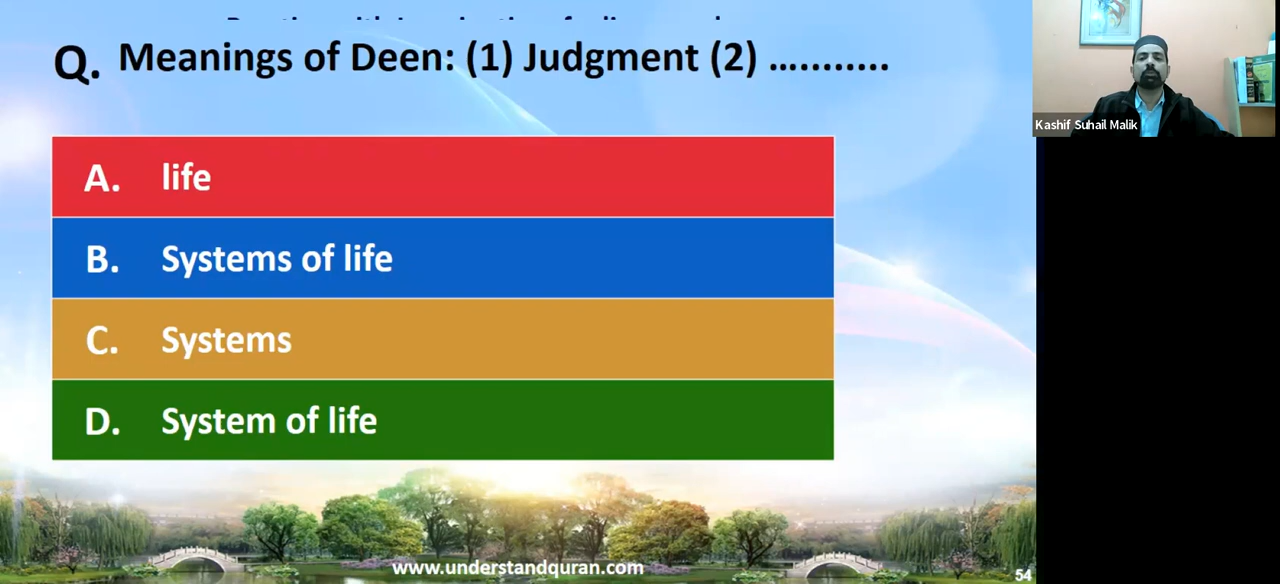 Q. Meanings of Deen: (1) Judgment (2) ...........
Kashif Suhail Malik
A. life
B. Systems of life
C. Systems
D. System of life
www.understandquran.com
54